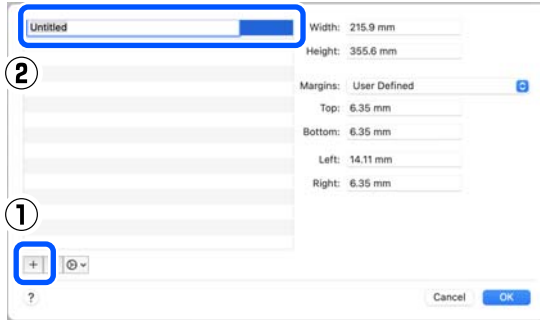 Untitled
Width: 215.9 mm
Height: 355.6 mm
②
Margins: User Defined
Top: 6.35 mm
Bottom: 6.35 mm
Left: 14.11 mm
Right: 6.35 mm
①
+
?
Cancel OK